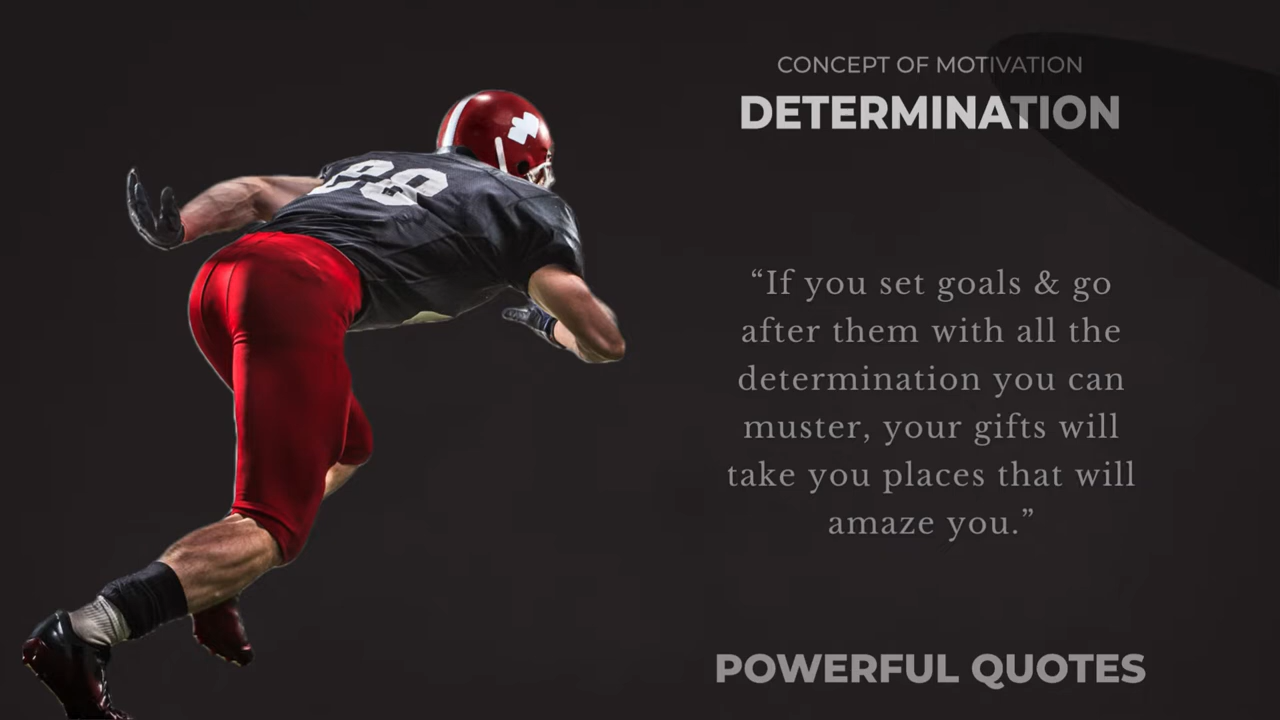 CONCEPT OF MOTIVATION
DETERMINATION
“If you set goals & go
after them with all the
determination you can
muster, your gifts will
take you places that will
amaze you.”
POWERFUL QUOTES